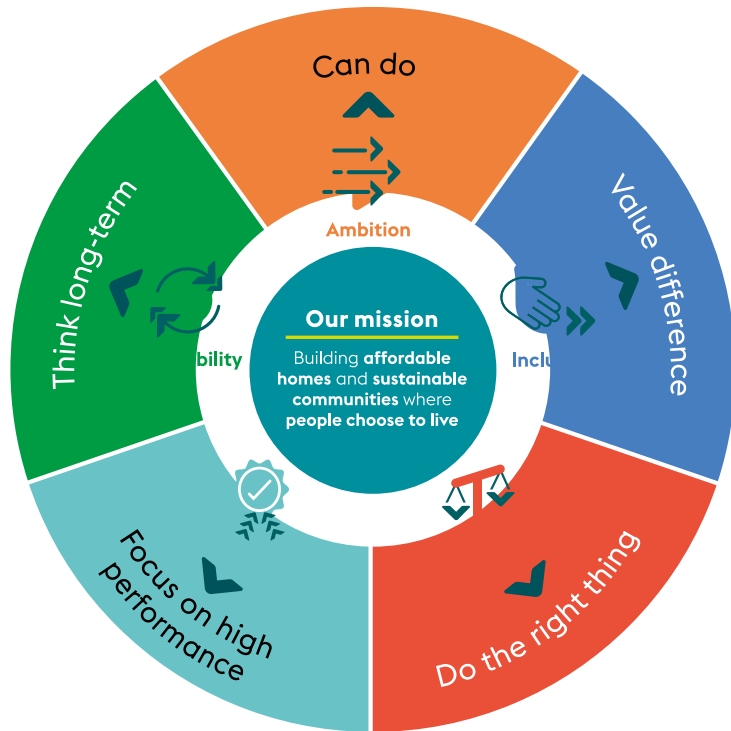 Can do
Ambition
Value difference
Inclu
Do the right thing
Focus on high
performance
Think long-term
bility
Our mission
Building affordable
homes and sustainable
communities where
people choose to live